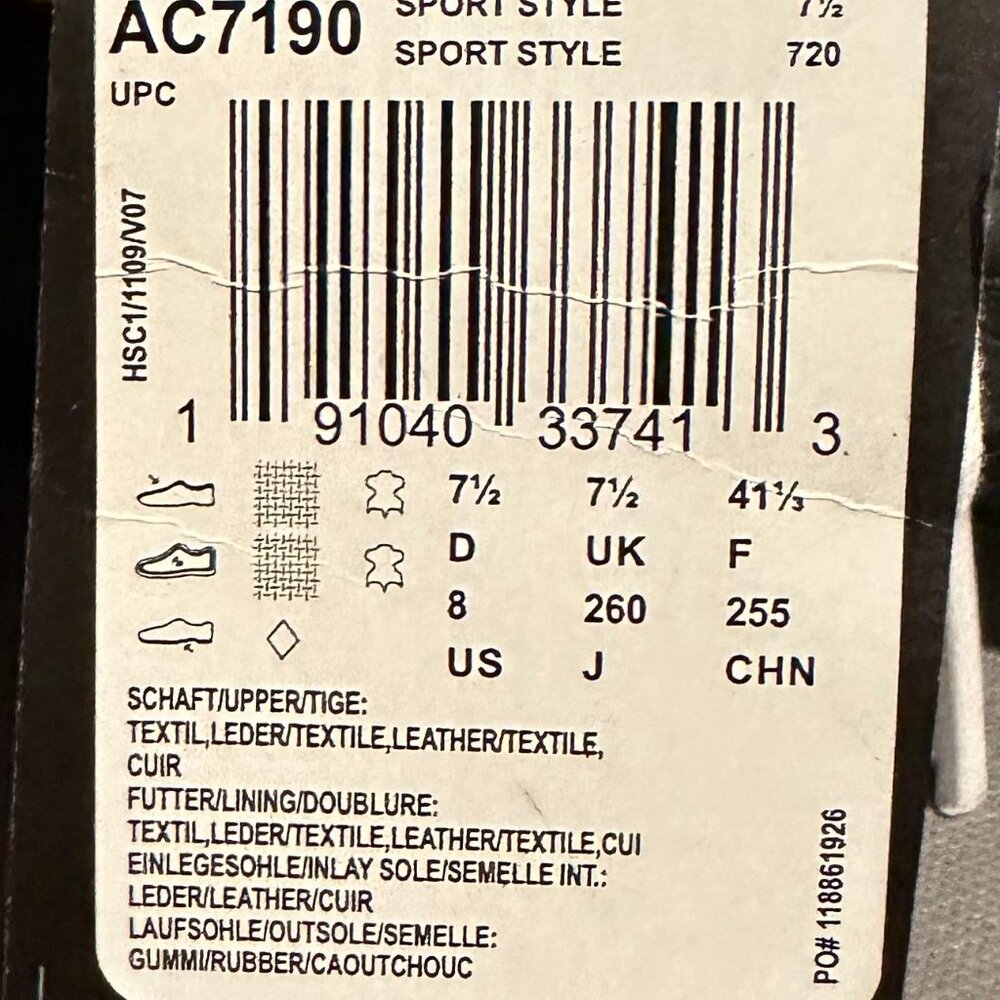 AC7190
SPORT STYLE 7½
SPORT STYLE 720
UPC
HSC1/1109/V07
1 91040 33741 3
7½ 7½ 41⅓
D UK F
8 260 255
US J CHN
SCHAFT/UPPER/TIGE:
TEXTIL,LEDER/TEXTILE,LEATHER/TEXTILE,
CUIR
FUTTER/LINING/DOUBLURE:
TEXTIL,LEDER/TEXTILE,LEATHER/TEXTILE,CUI
EINLEGESOHLE/INLAY SOLE/SEMELLE INT.:
LEDER/LEATHER/CUIR
LAUFSOHLE/OUTSOLE/SEMELLE:
GUMMI/RUBBER/CAOUTCHOUC
PO# 118861926